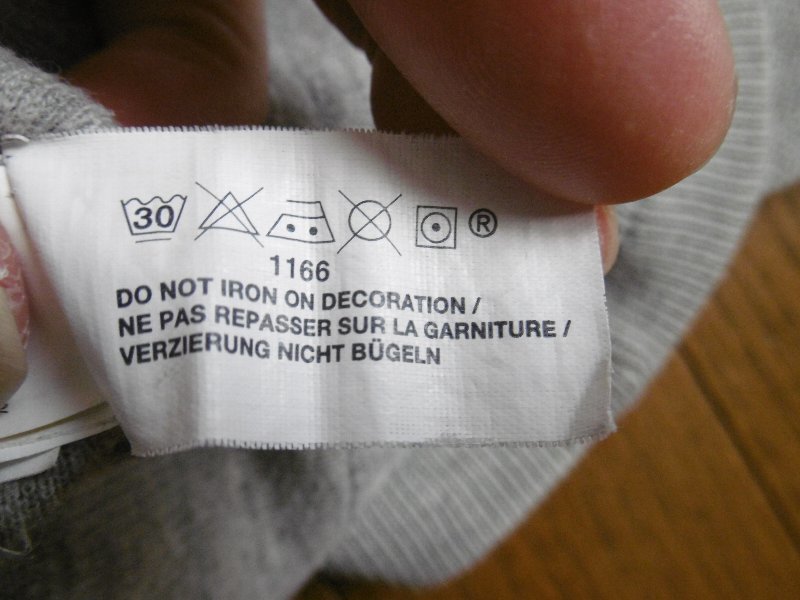 30 ®
1166
DO NOT IRON ON DECORATION /
NE PAS REPASSER SUR LA GARNITURE /
VERZIERUNG NICHT BÜGELN